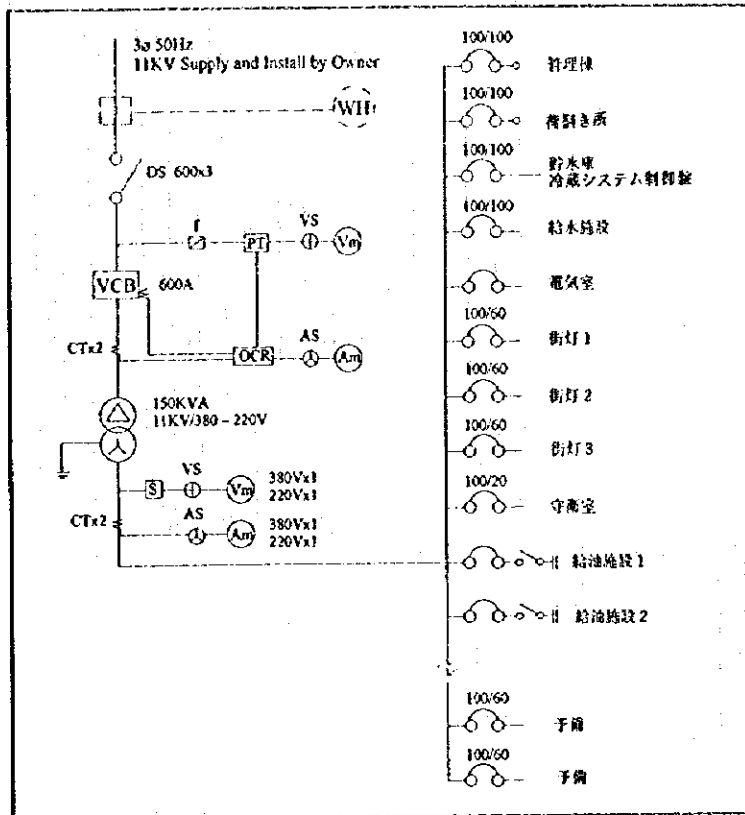 3ø 50Hz
11KV Supply and Install by Owner
WH
DS 600x3
f
PT
VS
Vm
VCB
600A
CTx2
OCR
AS
Am
150KVA
11KV/380 – 220V
S
VS
Vm
380Vx1
220Vx1
CTx2
AS
Am
380Vx1
220Vx1
100/100
管理棟
100/100
荷捌き所
100/100
貯氷庫
冷蔵システム制御盤
100/100
給水施設
電気室
100/60
街灯 1
100/60
街灯 2
100/60
街灯 3
100/20
守衛室
給油施設 1
給油施設 2
100/60
予備
100/60
予備